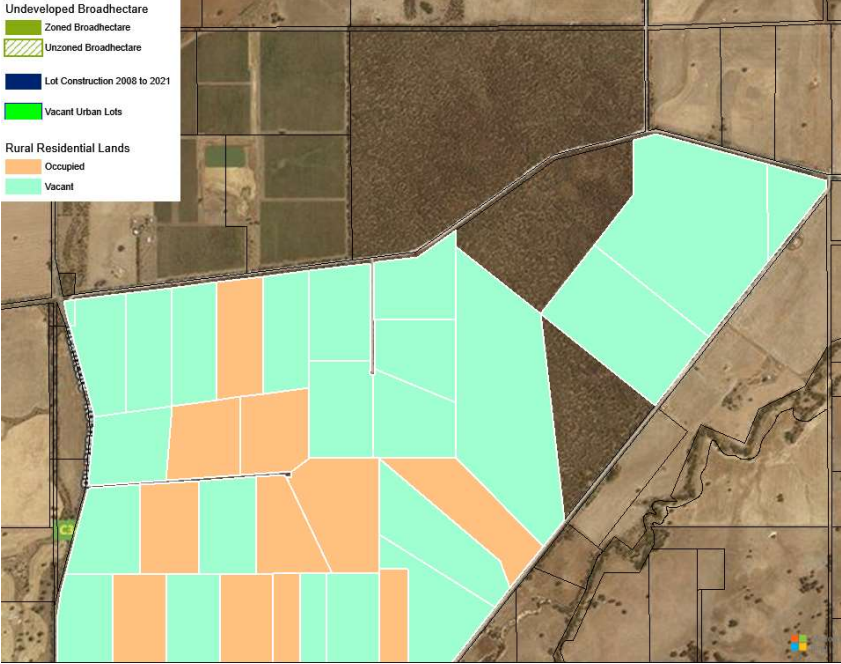 Undeveloped Broadhectare
Zoned Broadhectare
Unzoned Broadhectare
Lot Construction 2008 to 2021
Vacant Urban Lots
Rural Residential Lands
Occupied
Vacant